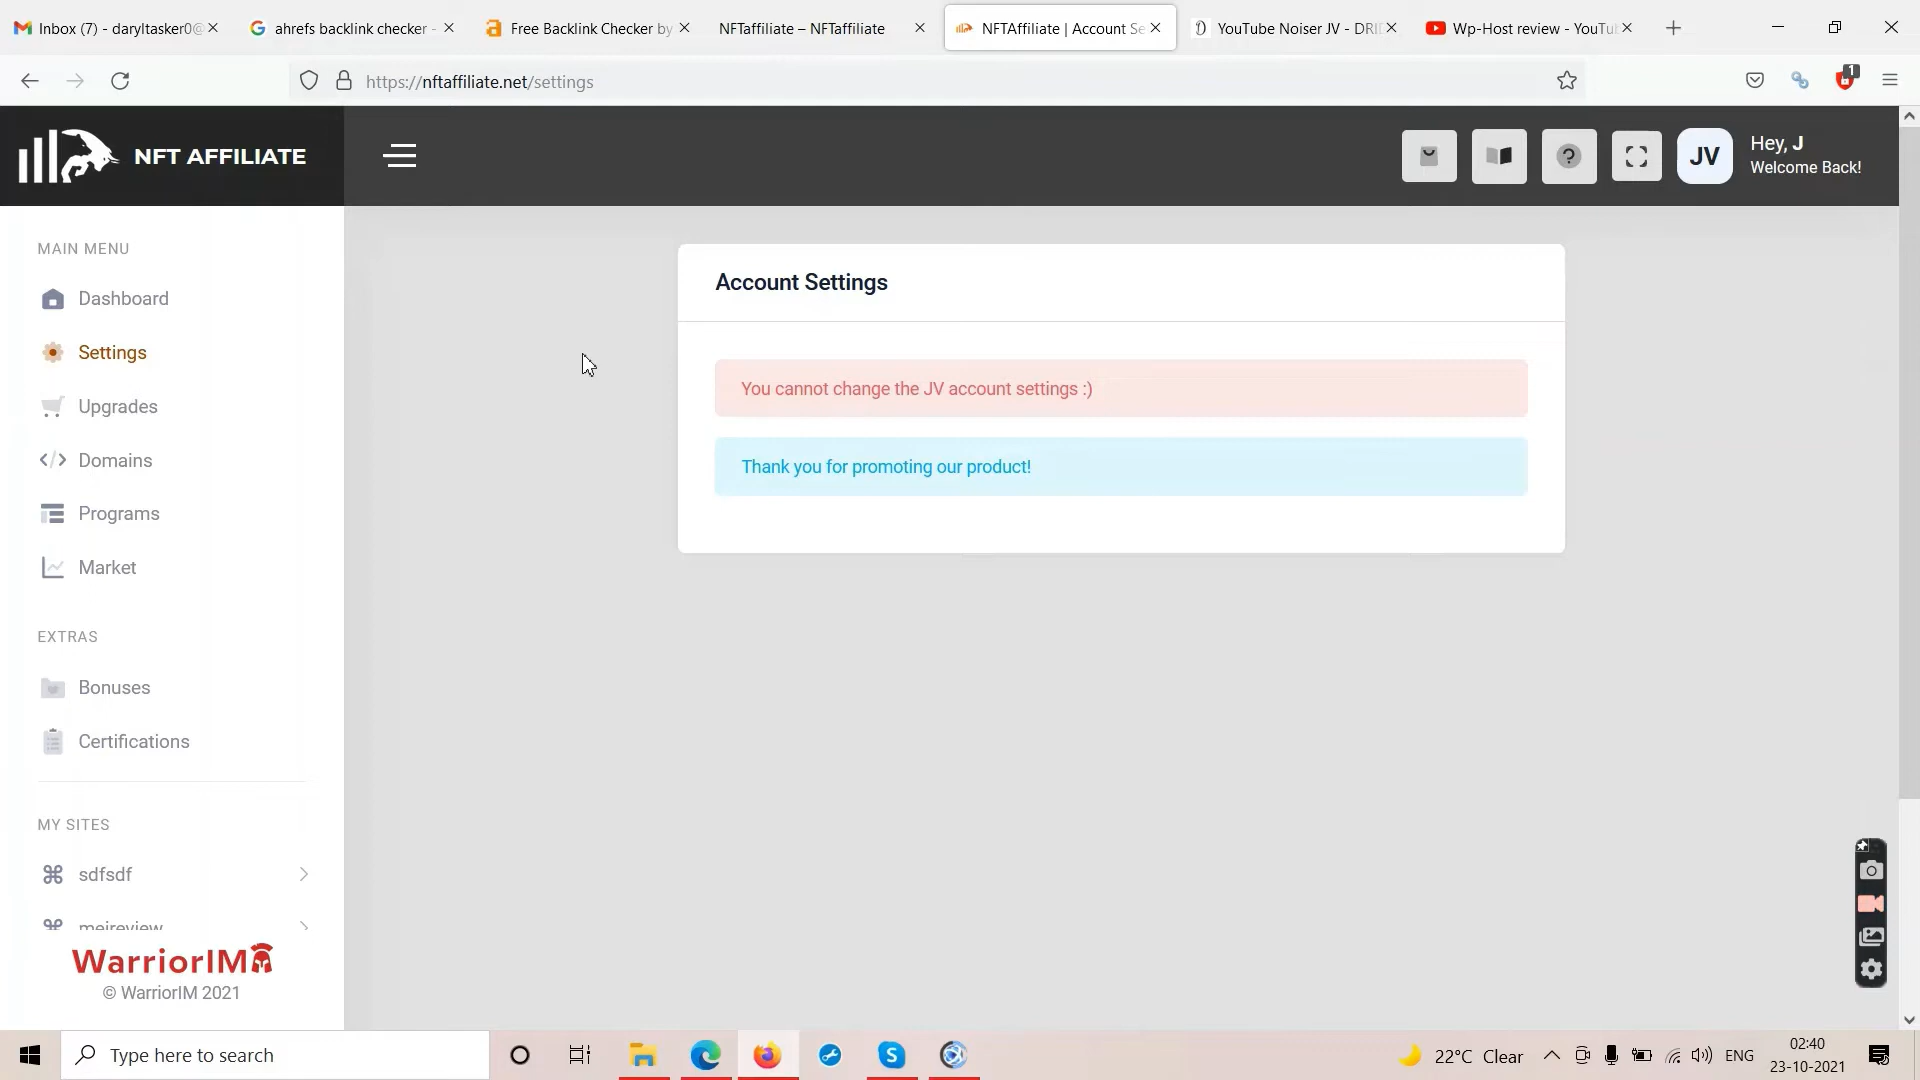 Inbox (7) - daryltasker0@
ahrefs backlink checker -
Free Backlink Checker by
NFTaffiliate – NFTaffiliate
NFTAffiliate | Account Se
YouTube Noiser JV - DRI
Wp-Host review - YouTu
https://nftaffiliate.net/settings
1
NFT AFFILIATE
JV
Hey, J
Welcome Back!
MAIN MENU
Dashboard
Settings
Upgrades
Domains
Programs
Market
EXTRAS
Bonuses
Certifications
MY SITES
sdfsdf
meireview
WarriorIM
© WarriorIM 2021
Account Settings
You cannot change the JV account settings :)
Thank you for promoting our product!
Type here to search
22°C Clear
ENG
02:40
23-10-2021